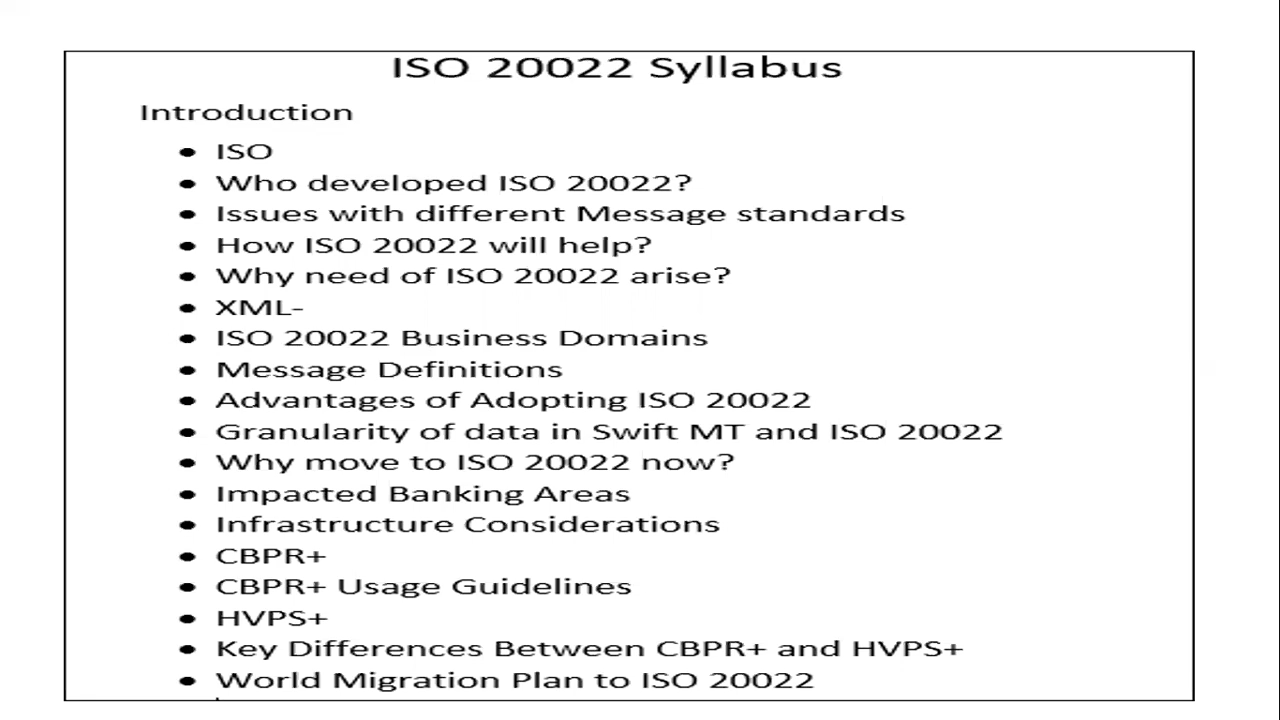 ISO 20022 Syllabus
Introduction
• ISO
• Who developed ISO 20022?
• Issues with different Message standards
• How ISO 20022 will help?
• Why need of ISO 20022 arise?
• XML-
• ISO 20022 Business Domains
• Message Definitions
• Advantages of Adopting ISO 20022
• Granularity of data in Swift MT and ISO 20022
• Why move to ISO 20022 now?
• Impacted Banking Areas
• Infrastructure Considerations
• CBPR+
• CBPR+ Usage Guidelines
• HVPS+
• Key Differences Between CBPR+ and HVPS+
• World Migration Plan to ISO 20022